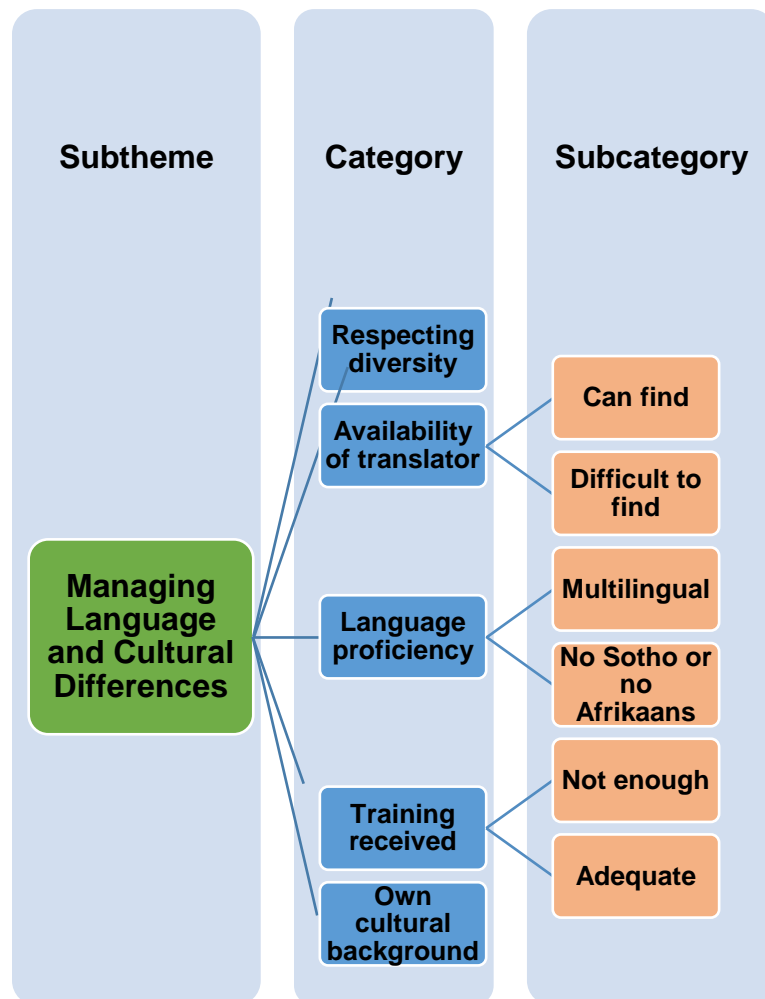 Subtheme
Category
Subcategory
Managing
Language
and Cultural
Differences
Respecting
diversity
Availability
of translator
Language
proficiency
Training
received
Own
cultural
background
Can find
Difficult to
find
Multilingual
No Sotho or
no
Afrikaans
Not enough
Adequate